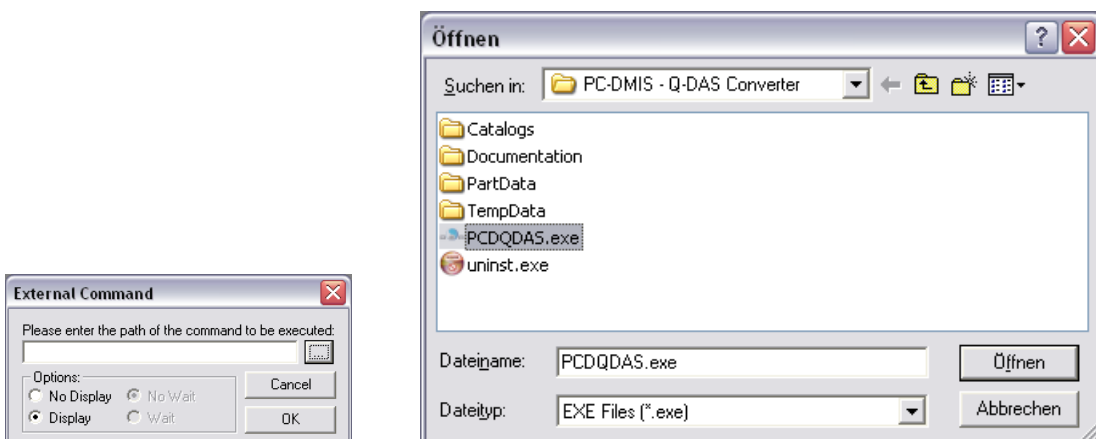 External Command
Please enter the path of the command to be executed:
...
Options:
No Display
No Wait
Display
Wait
Cancel
OK
Öffnen
?
Suchen in:
PC-DMIS - Q-DAS Converter
Catalogs
Documentation
PartData
TempData
PCDQDAS.exe
uninst.exe
Dateiname:
PCDQDAS.exe
Öffnen
Dateityp:
EXE Files (*.exe)
Abbrechen